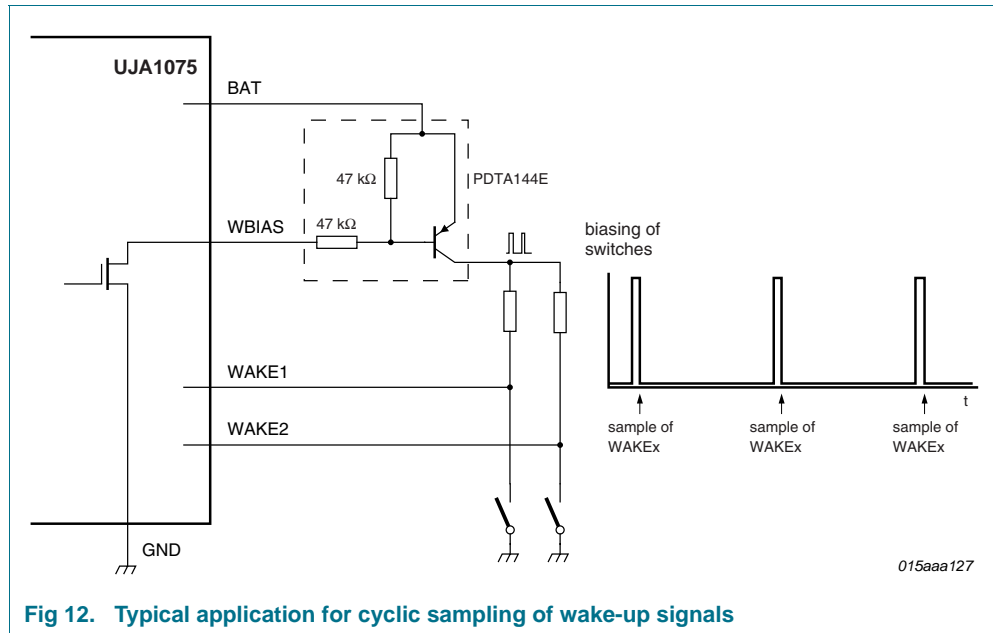 UJA1075
BAT
47 kΩ
PDTA144E
WBIAS
47 kΩ
biasing of
switches
WAKE1
WAKE2
t
sample of
WAKEx
sample of
WAKEx
sample of
WAKEx
GND
015aaa127
Fig 12. Typical application for cyclic sampling of wake-up signals